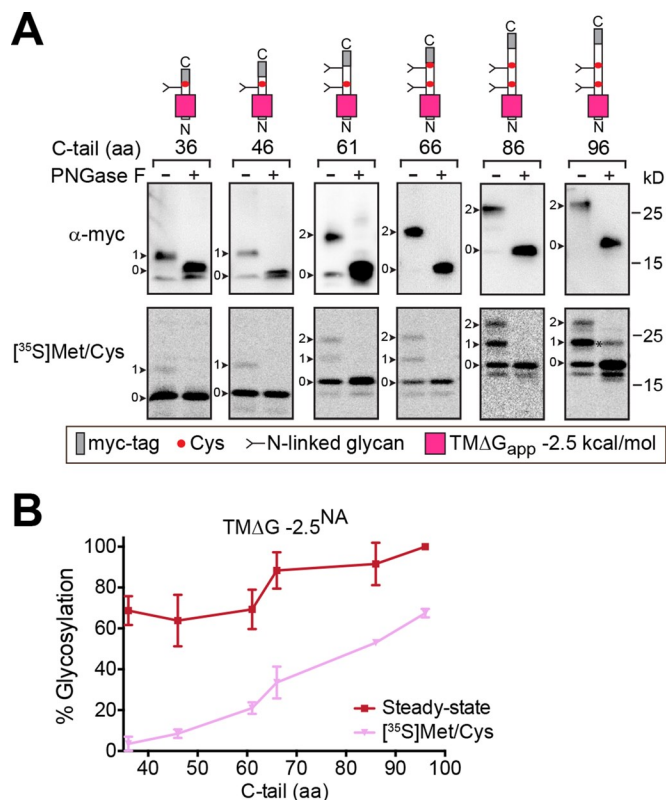 A
C C C C C C
N N N N N N
C-tail (aa) 36 46 61 66 86 96
PNGase F – + – + – + – + – + – + kD
α-myc 1 0 1 0 2 0 2 0 2 0 2 0 -25 -15
[³⁵S]Met/Cys 1 0 1 0 2 1 0 2 1 0 2 1 0 2 1 0 * -25 -15
myc-tag Cys N-linked glycan TMΔGapp -2.5 kcal/mol
B
TMΔG -2.5ᴺᴬ
100
80
60
40
20
0
% Glycosylation
Steady-state
[³⁵S]Met/Cys
40 50 60 70 80 90 100
C-tail (aa)